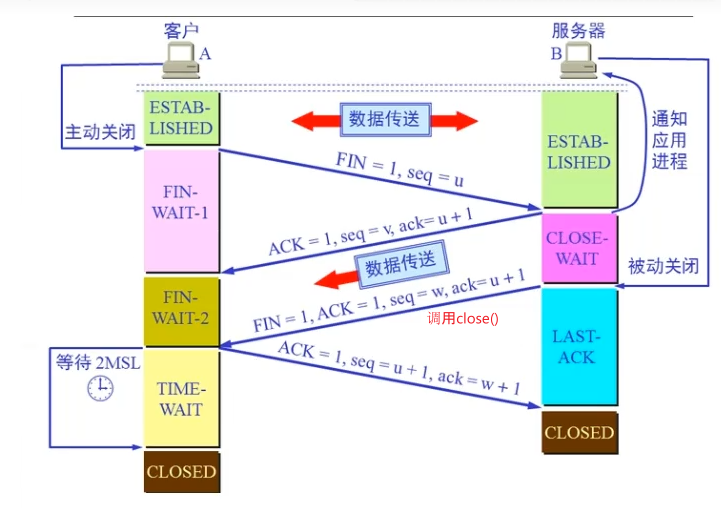 客户
A
服务器
B
ESTAB-
LISHED
数据传送
通知
应用
进程
主动关闭
ESTAB-
LISHED
FIN = 1, seq = u
FIN-
WAIT-1
ACK = 1, seq = v, ack= u + 1
CLOSE-
WAIT
数据传送
被动关闭
FIN-
WAIT-2
FIN = 1, ACK = 1, seq = w, ack= u + 1
调用close()
LAST-
ACK
ACK = 1, seq = u + 1, ack = w + 1
等待 2MSL
TIME-
WAIT
CLOSED
CLOSED